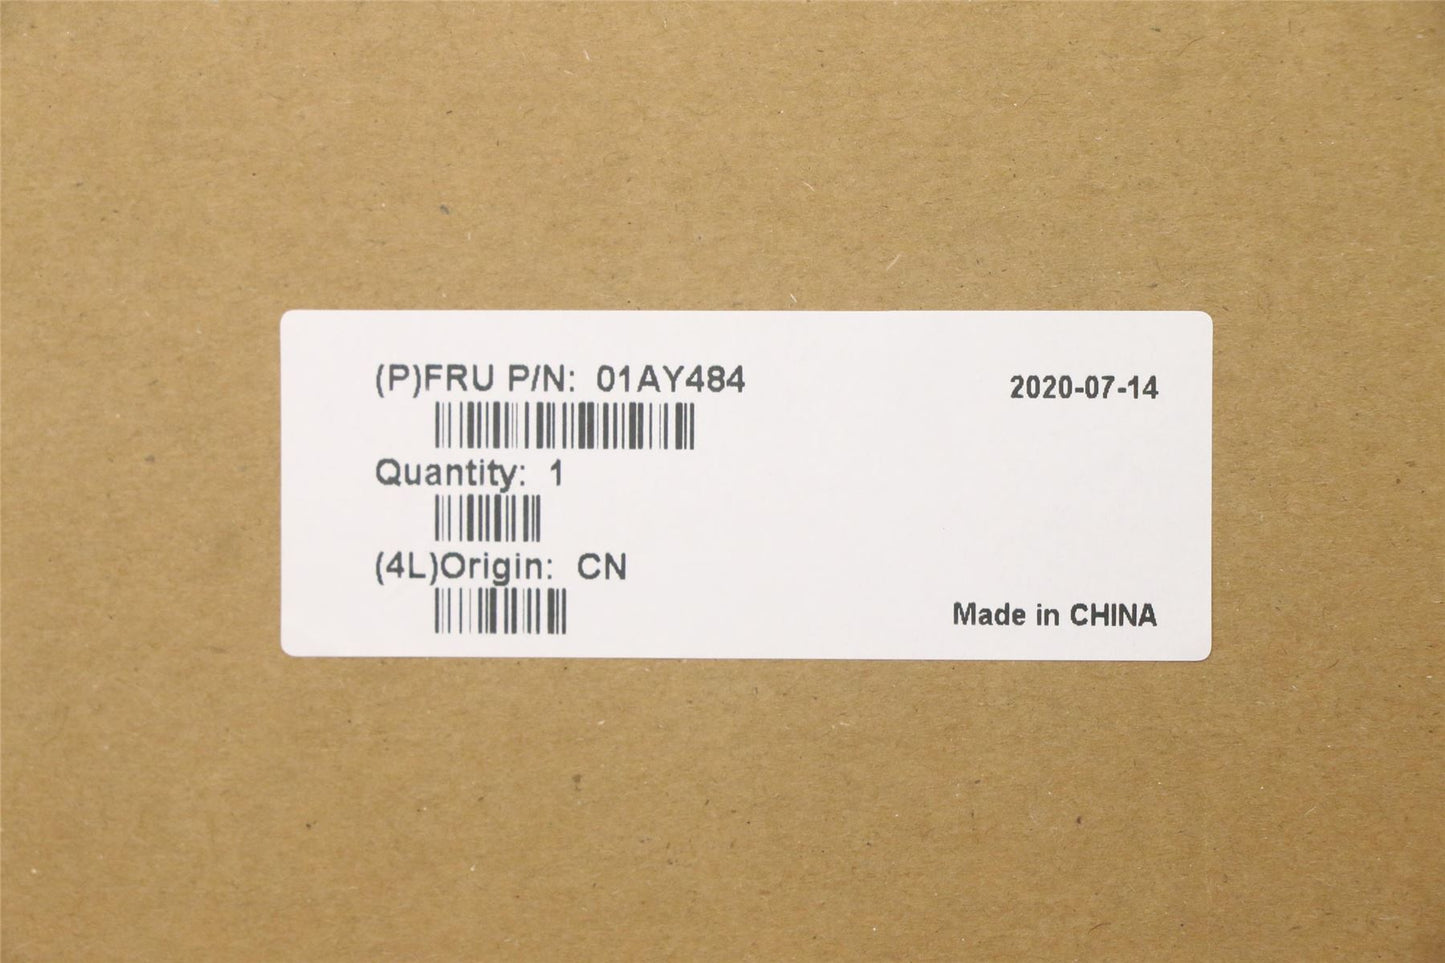 (P)FRU P/N: 01AY484
2020-07-14
Quantity: 1
(4L)Origin: CN
Made in CHINA